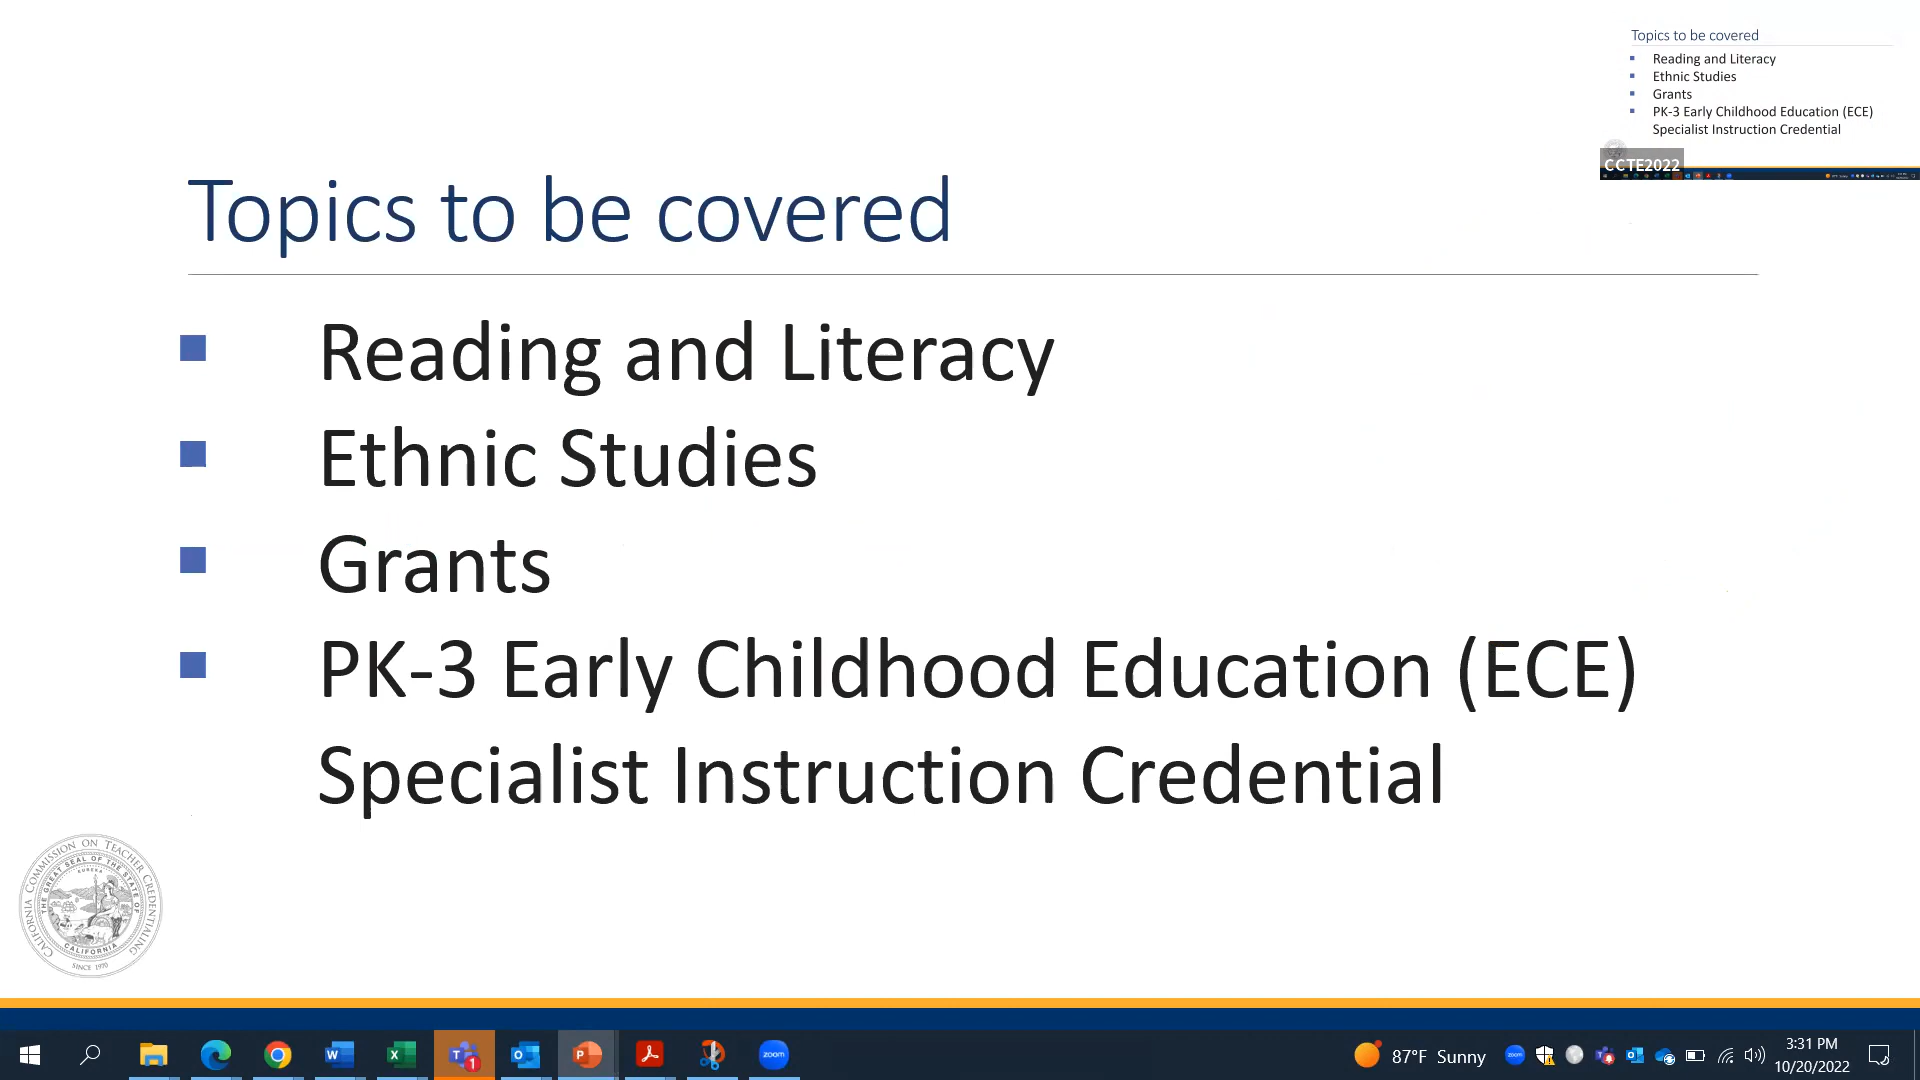 Topics to be covered
Reading and Literacy
Ethnic Studies
Grants
PK-3 Early Childhood Education (ECE)
Specialist Instruction Credential
CCTE2022
Topics to be covered
Reading and Literacy
Ethnic Studies
Grants
PK-3 Early Childhood Education (ECE)
Specialist Instruction Credential
CALIFORNIA COMMISSION ON TEACHER CREDENTIALING
THE GREAT SEAL OF THE STATE OF
EUREKA
CALIFORNIA
SINCE 1970
zoom
87°F Sunny
3:31 PM
10/20/2022